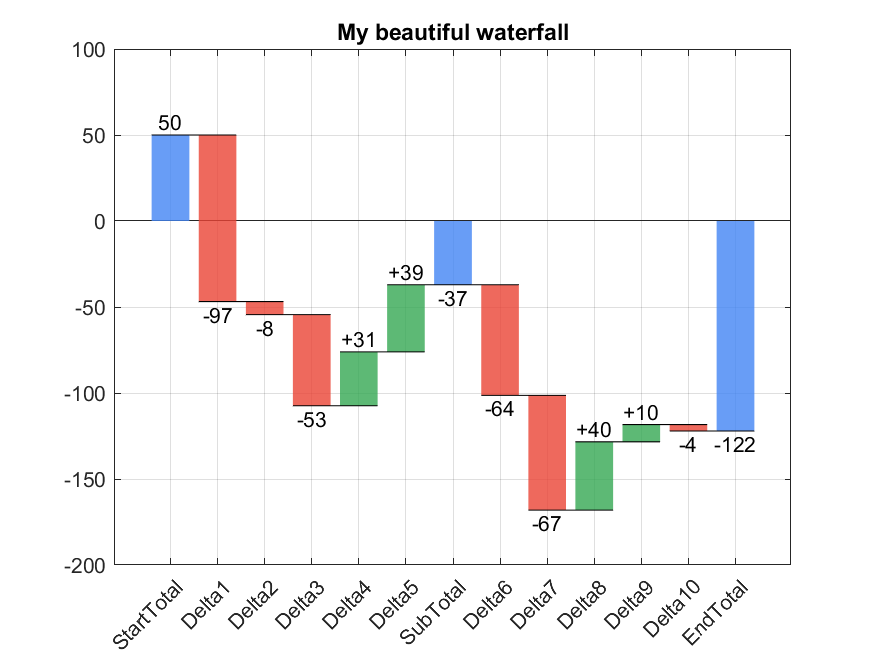 My beautiful waterfall
100
50
0
-50
-100
-150
-200
50
-97
-8
-53
+31
+39
-37
-64
-67
+40
+10
-4
-122
StartTotal
Delta1
Delta2
Delta3
Delta4
Delta5
SubTotal
Delta6
Delta7
Delta8
Delta9
Delta10
EndTotal